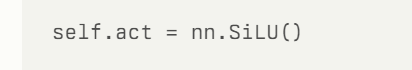 self.act = nn.SiLU()